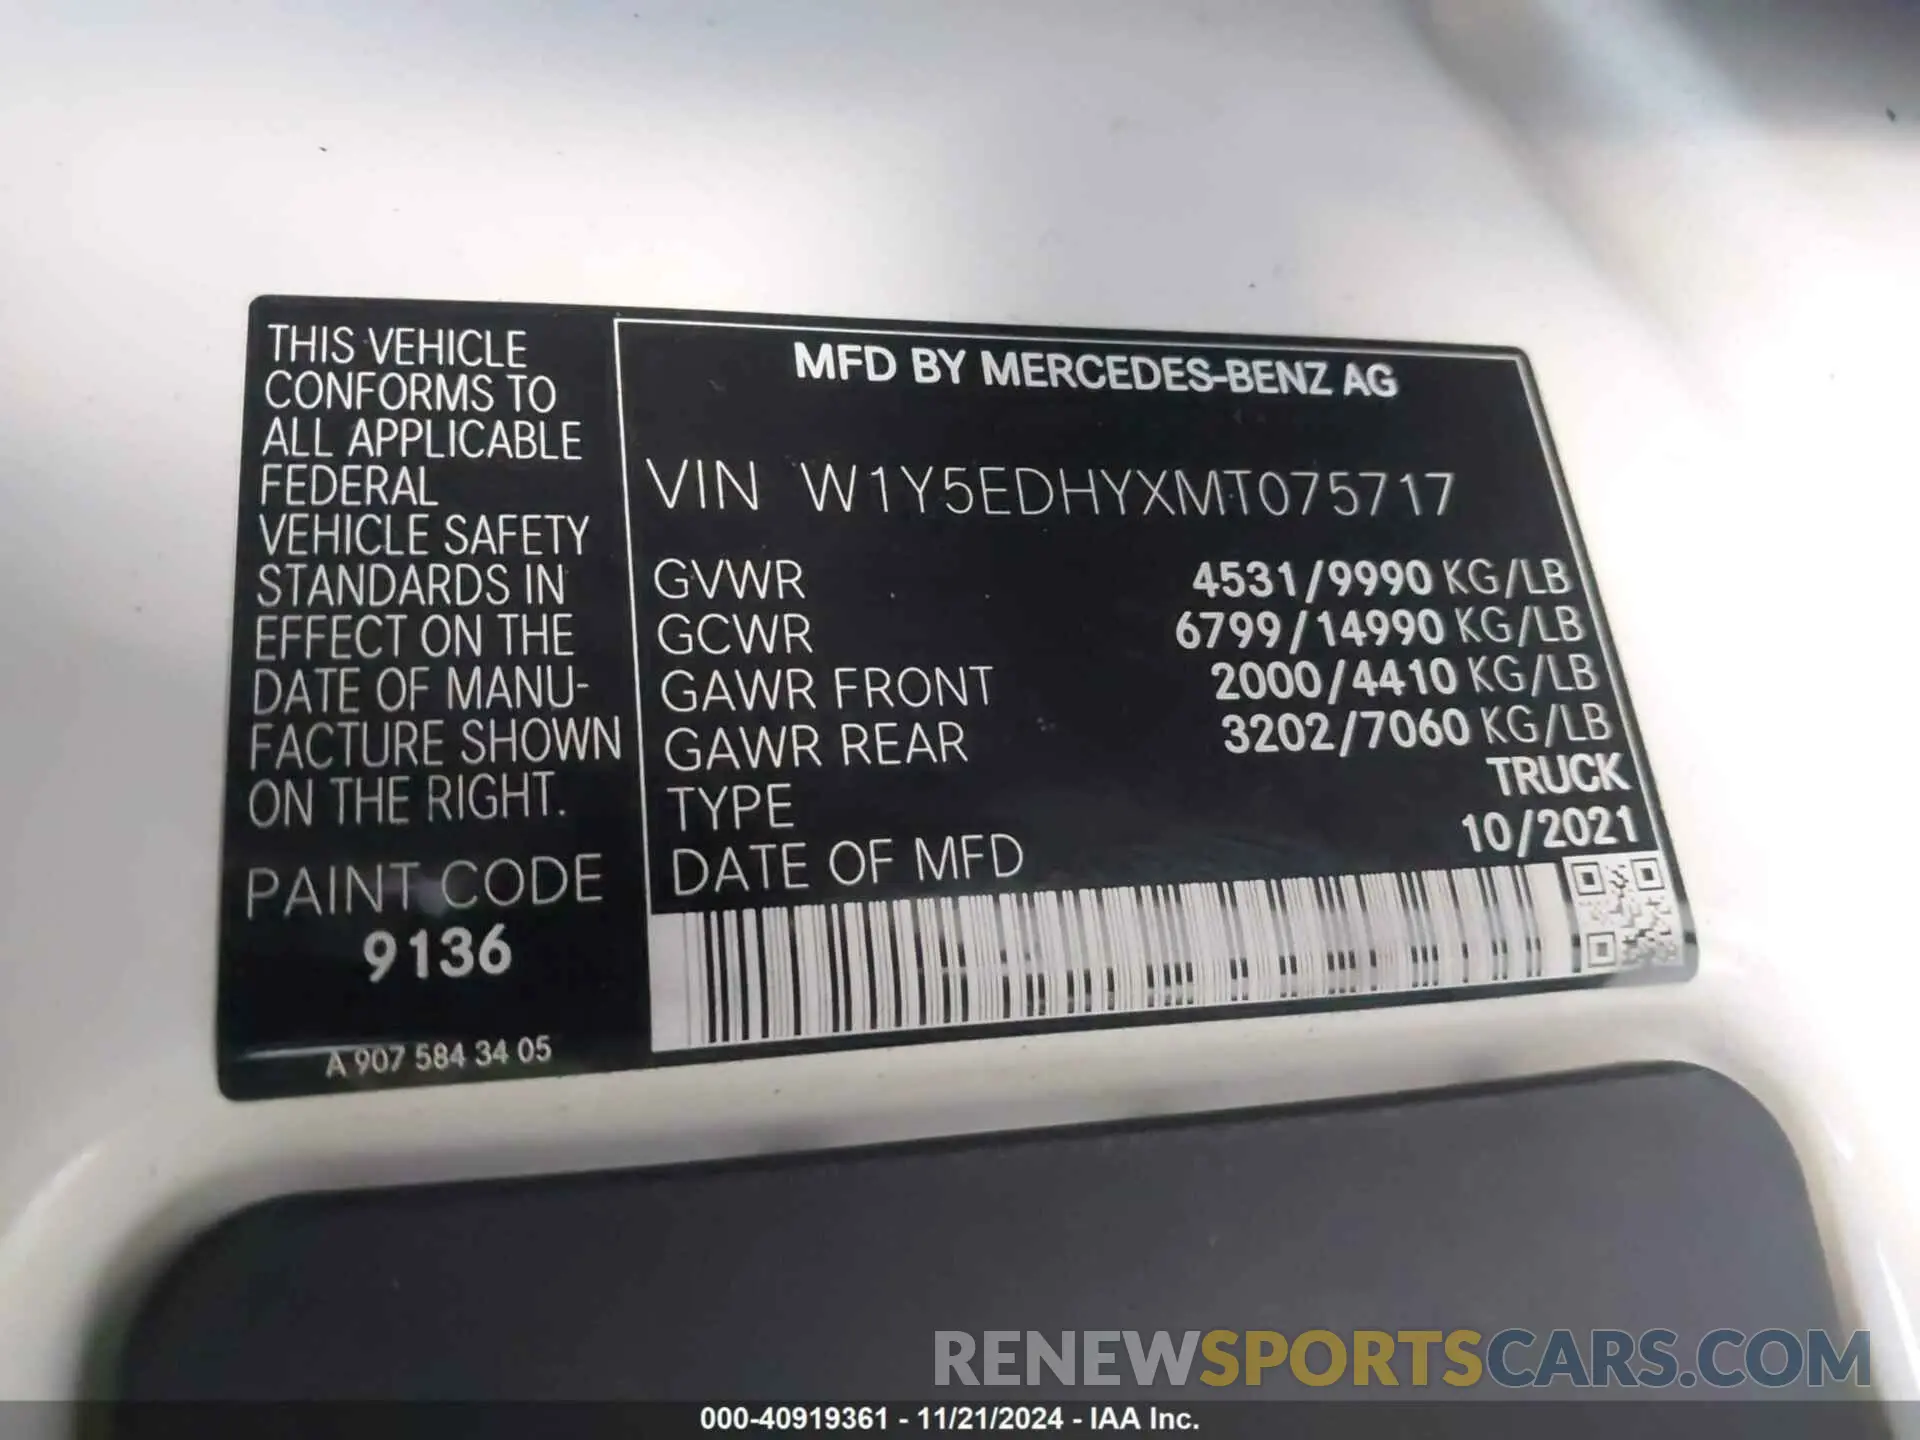 THIS VEHICLE
CONFORMS TO
ALL APPLICABLE
FEDERAL
VEHICLE SAFETY
STANDARDS IN
EFFECT ON THE
DATE OF MANU-
FACTURE SHOWN
ON THE RIGHT.
PAINT CODE
9136
A 907 584 34 05
MFD BY MERCEDES-BENZ AG
VIN W1Y5EDHYXMT075717
GVWR 4531/9990 KG/LB
GCWR 6799/14990 KG/LB
GAWR FRONT 2000/4410 KG/LB
GAWR REAR 3202/7060 KG/LB
TYPE TRUCK
DATE OF MFD 10/2021
RENEWSPORTSCARS.COM
000-40919361 - 11/21/2024 - IAA Inc.